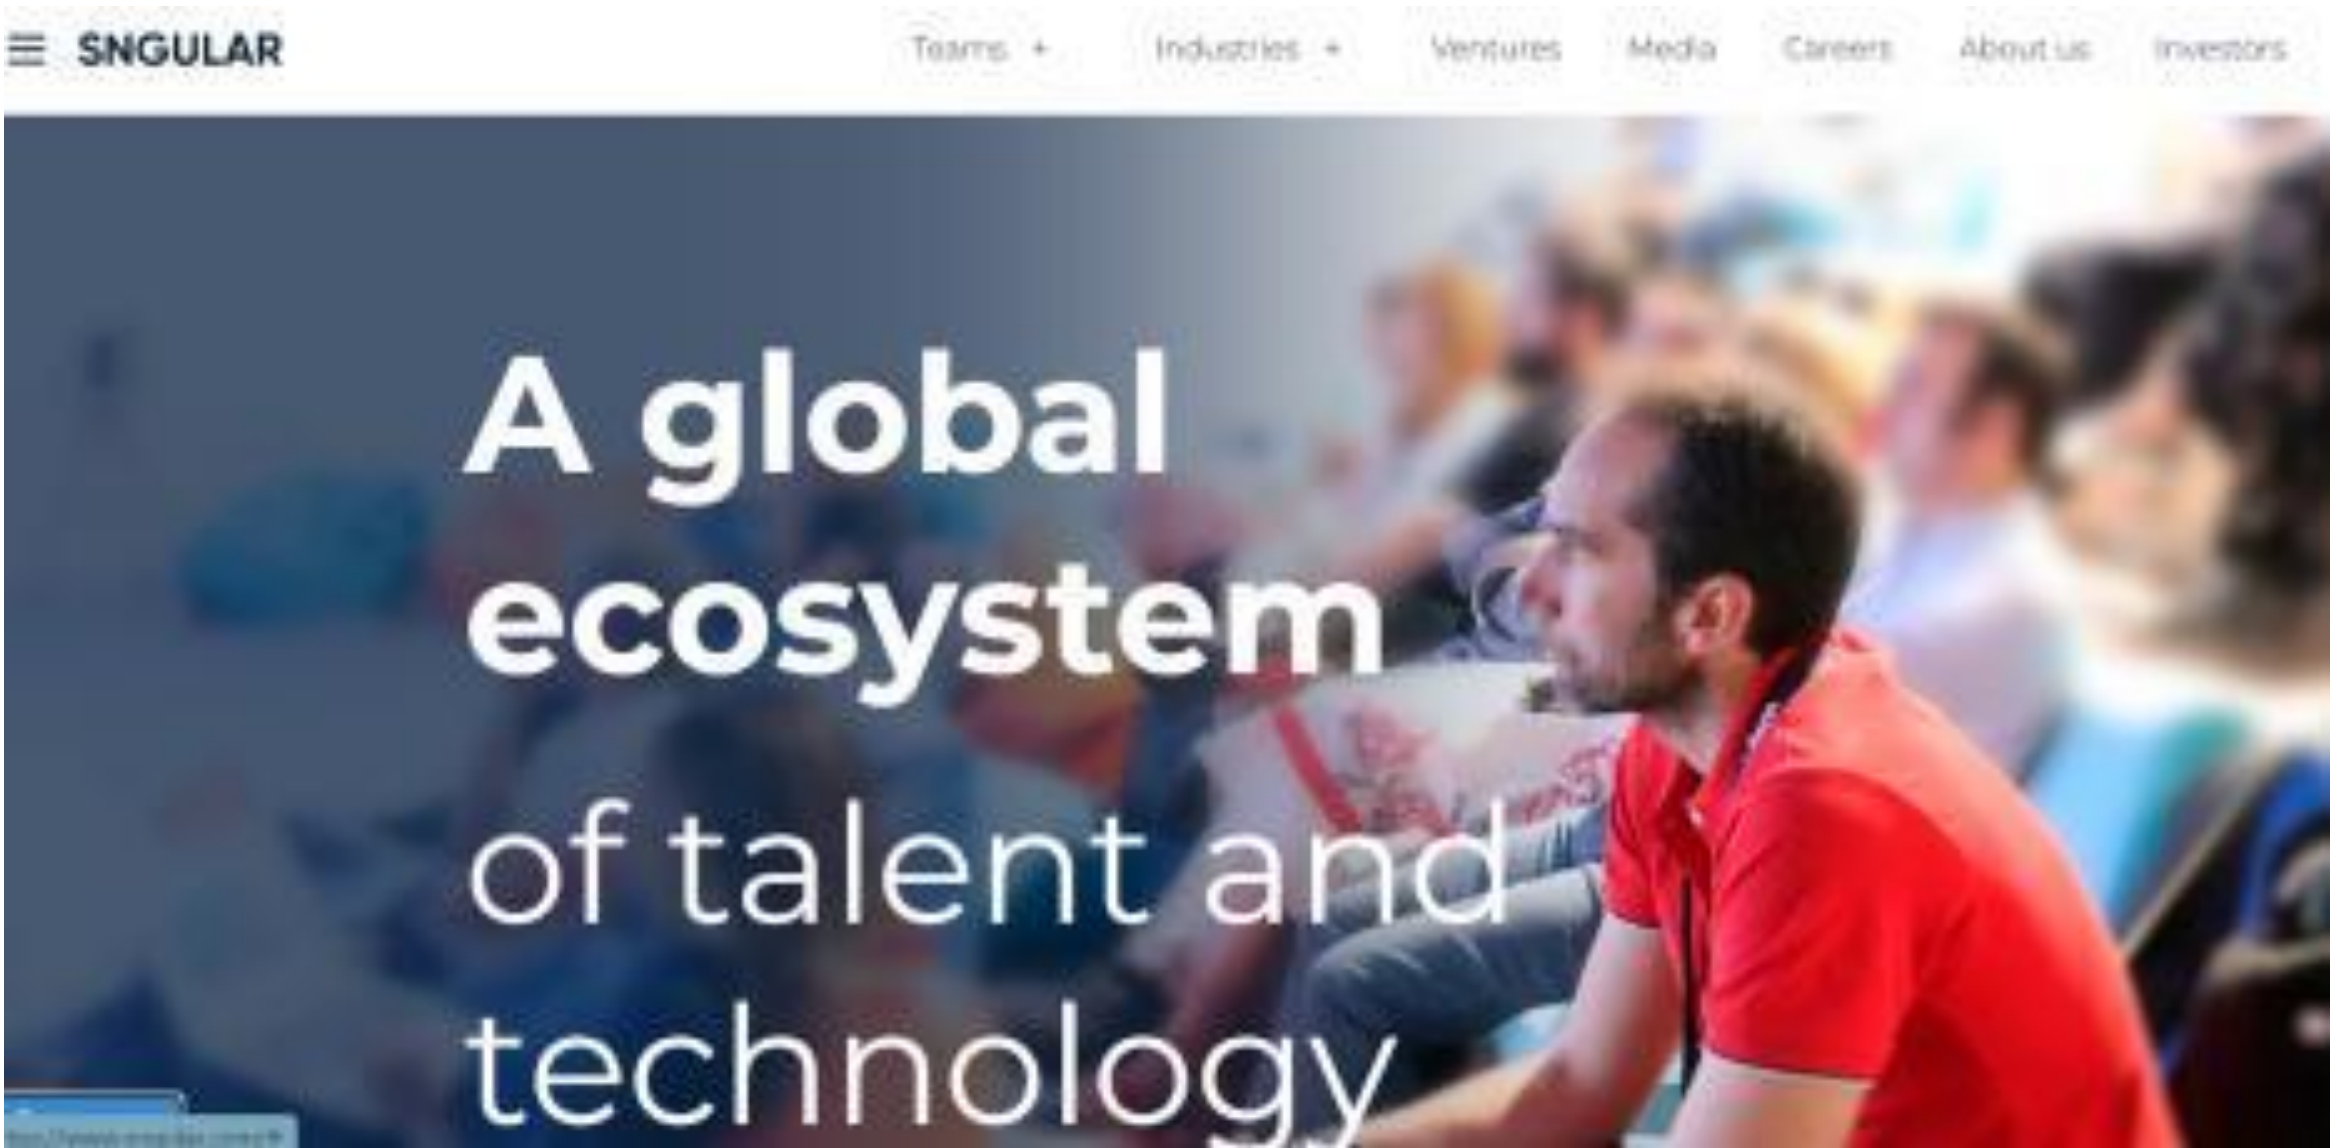 SNGULAR
Teams + Industries + Ventures Media Careers About us Investors
A global
ecosystem
of talent and
technology